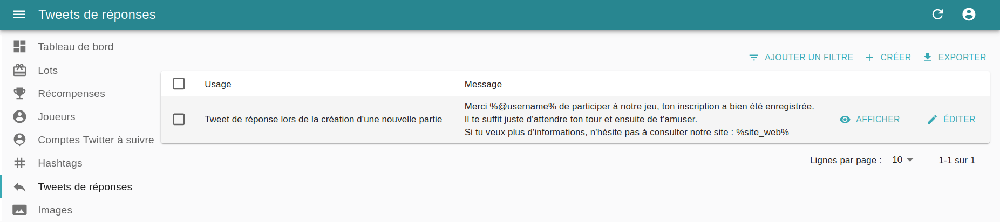 Tweets de réponses
Tableau de bord
Lots
Récompenses
Joueurs
Comptes Twitter à suivre
Hashtags
Tweets de réponses
Images
AJOUTER UN FILTRE
CRÉER
EXPORTER
Usage
Message
Tweet de réponse lors de la création d'une nouvelle partie
Merci %@username% de participer à notre jeu, ton inscription a bien été enregistrée.
Il te suffit juste d'attendre ton tour et ensuite de t'amuser.
Si tu veux plus d'informations, n'hésite pas à consulter notre site : %site_web%
AFFICHER
ÉDITER
Lignes par page :
10
1-1 sur 1